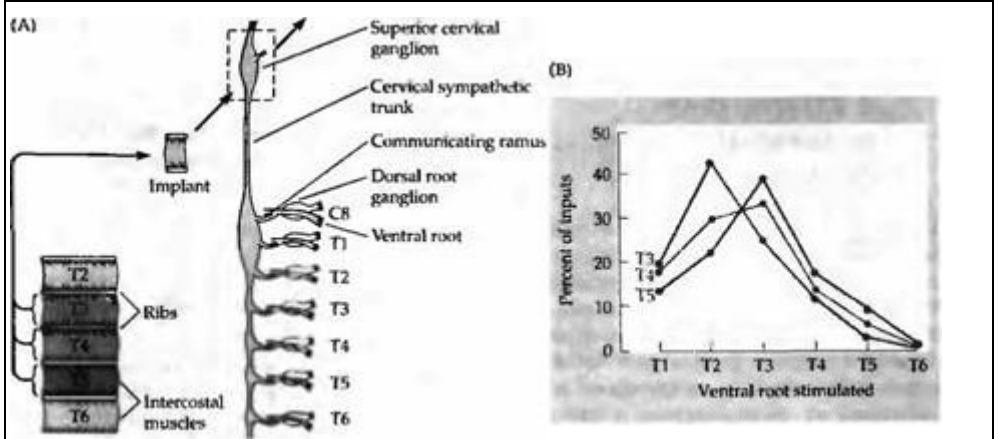 (A)
Superior cervical
ganglion
Cervical sympathetic
trunk
Communicating ramus
Dorsal root
ganglion
C8
Ventral root
T1
T2
T3
T4
T5
T6
Implant
T2
T4
T6
Ribs
Intercostal
muscles
(B)
Percent of inputs
50
40
30
20
10
0
T3
T4
T5
T1 T2 T3 T4 T5 T6
Ventral root stimulated